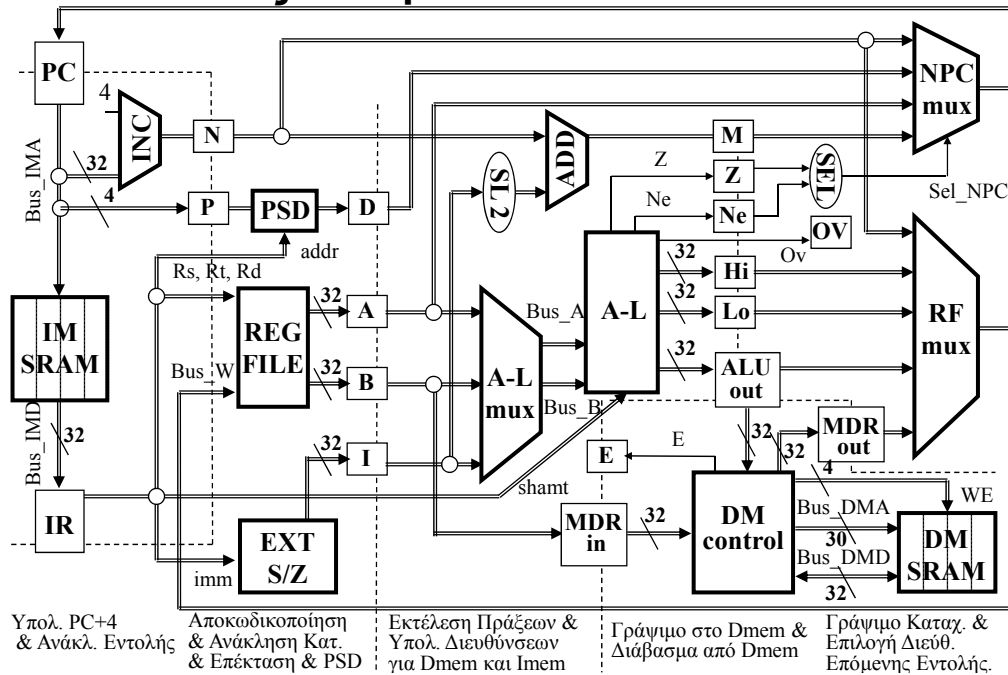 PC
4
INC
N
NPC
mux
Bus_IMA
32
4
P
PSD
D
addr
SL 2
ADD
M
Z
Z
Ne
Ne
SEL
Sel_NPC
OV
Ov
Rs, Rt, Rd
IM
SRAM
REG
FILE
Bus_W
32
A
32
B
A-L
mux
Bus_A
Bus_B
A-L
32
Hi
32
Lo
32
ALU
out
RF
mux
Bus_IMD
32
IR
32
I
shamt
E
E
32
32
MDR
out
4
WE
EXT
S/Z
imm
MDR
in
32
DM
control
Bus_DMA
30
Bus_DMD
32
DM
SRAM
Υπολ. PC+4
& Ανάκλ. Εντολής
Αποκωδικοποίηση
& Ανάκληση Κατ.
& Επέκταση & PSD
Εκτέλεση Πράξεων &
Υπολ. Διευθύνσεων
για Dmem και Imem
Γράψιμο στο Dmem &
Διάβασμα από Dmem
Γράψιμο Καταχ. &
Επιλογή Διεύθ.
Επόμενης Εντολής.